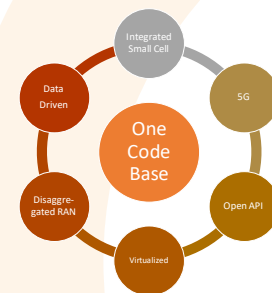 Integrated
Small Cell
5G
Open API
Virtualized
Disaggre-
gated RAN
Data
Driven
One
Code
Base